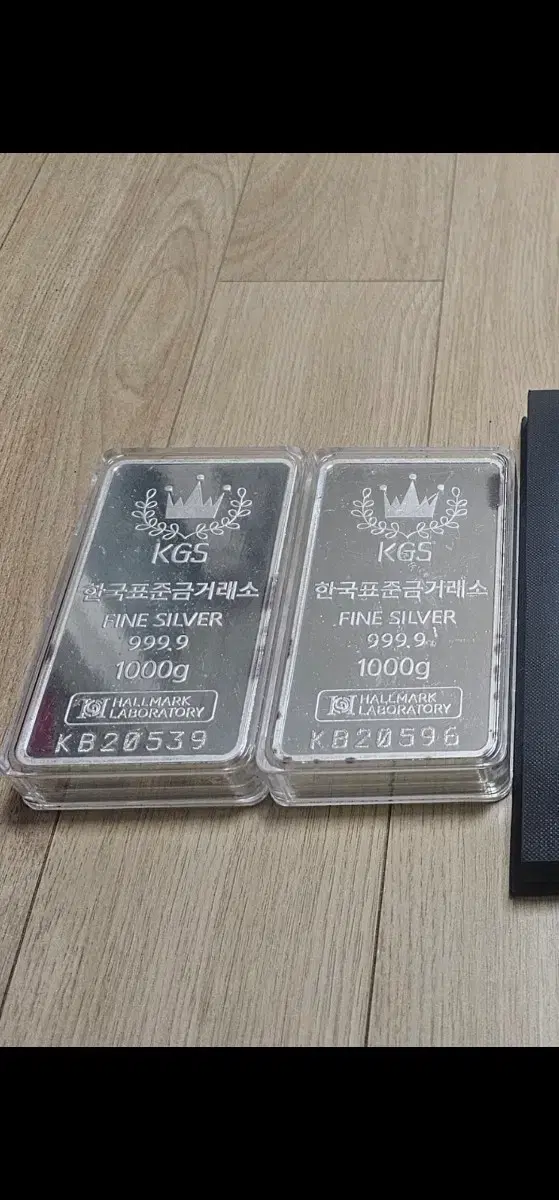 KGS
한국표준금거래소
FINE SILVER
999.9
1000g
HALLMARK
LABORATORY
KB20539
KGS
한국표준금거래소
FINE SILVER
999.9
1000g
HALLMARK
LABORATORY
KB20596